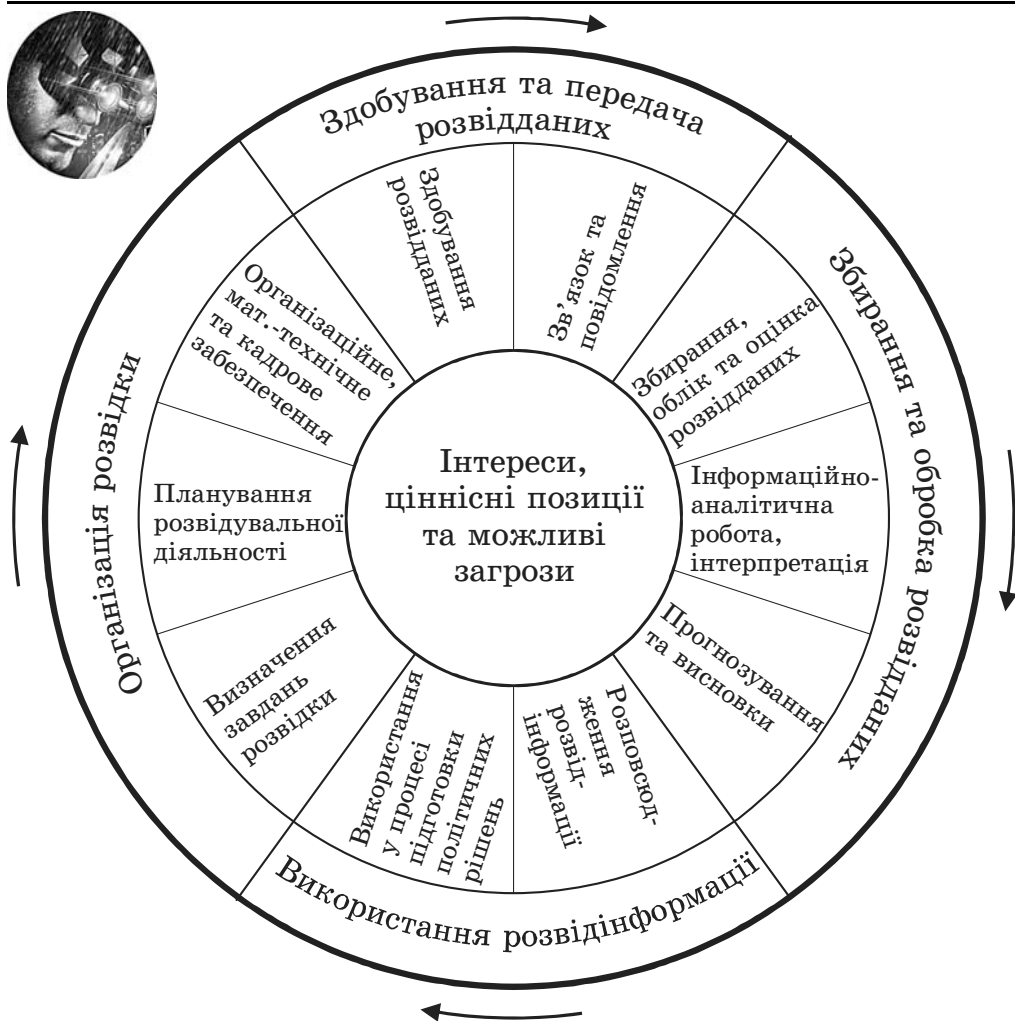 Здобування та передача
розвідданих
Здобування
розвідданих
Зв’язок та
повідомлення
Збирання та обробка розвідданих
Збирання,
облік та оцінка
розвідданих
Інформаційно-
аналітична
робота,
інтерпретація
Прогнозування
та висновки
Використання розвідінформації
Розповсюд-
ження
розвід-
інформації
Використання
у процесі
підготовки
політичних
рішень
Організація розвідки
Визначення
завдань
розвідки
Планування
розвідувальної
діяльності
Організаційне,
мат.-технічне
та кадрове
забезпечення
Інтереси,
ціннісні позиції
та можливі
загрози